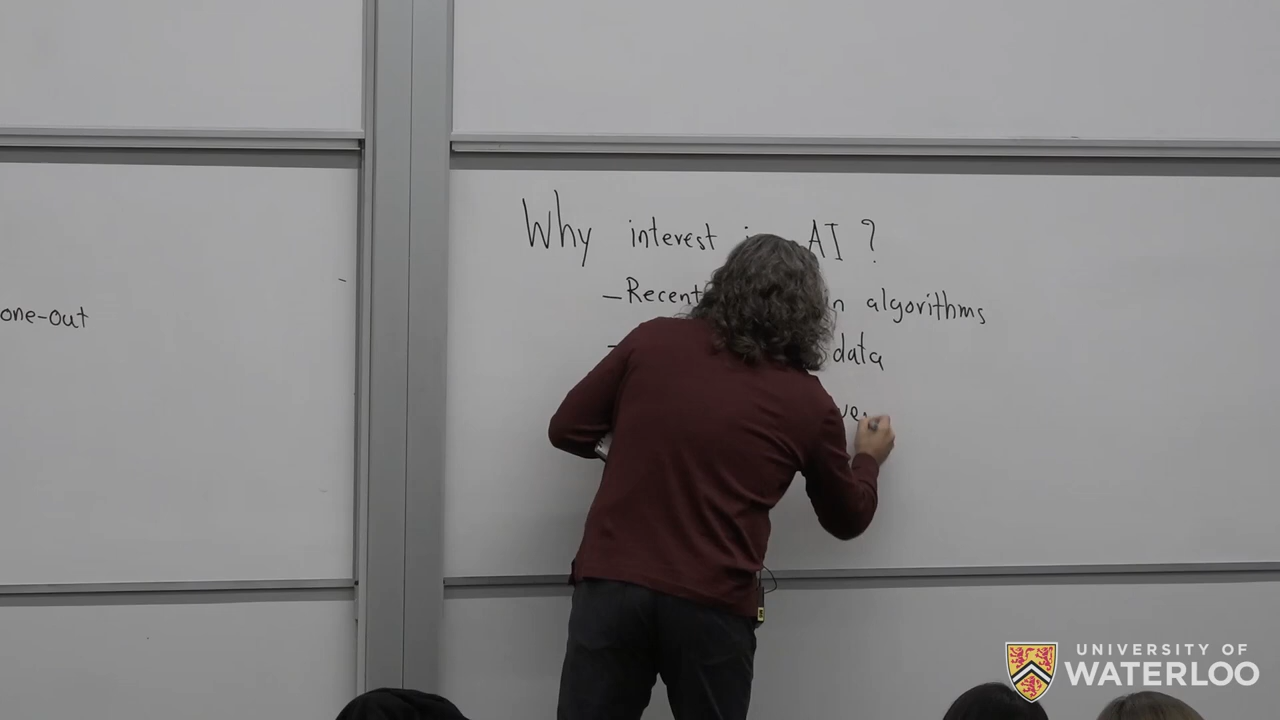 one-out
Why interest AI ?
– Recent algorithms
– data
UNIVERSITY OF
WATERLOO